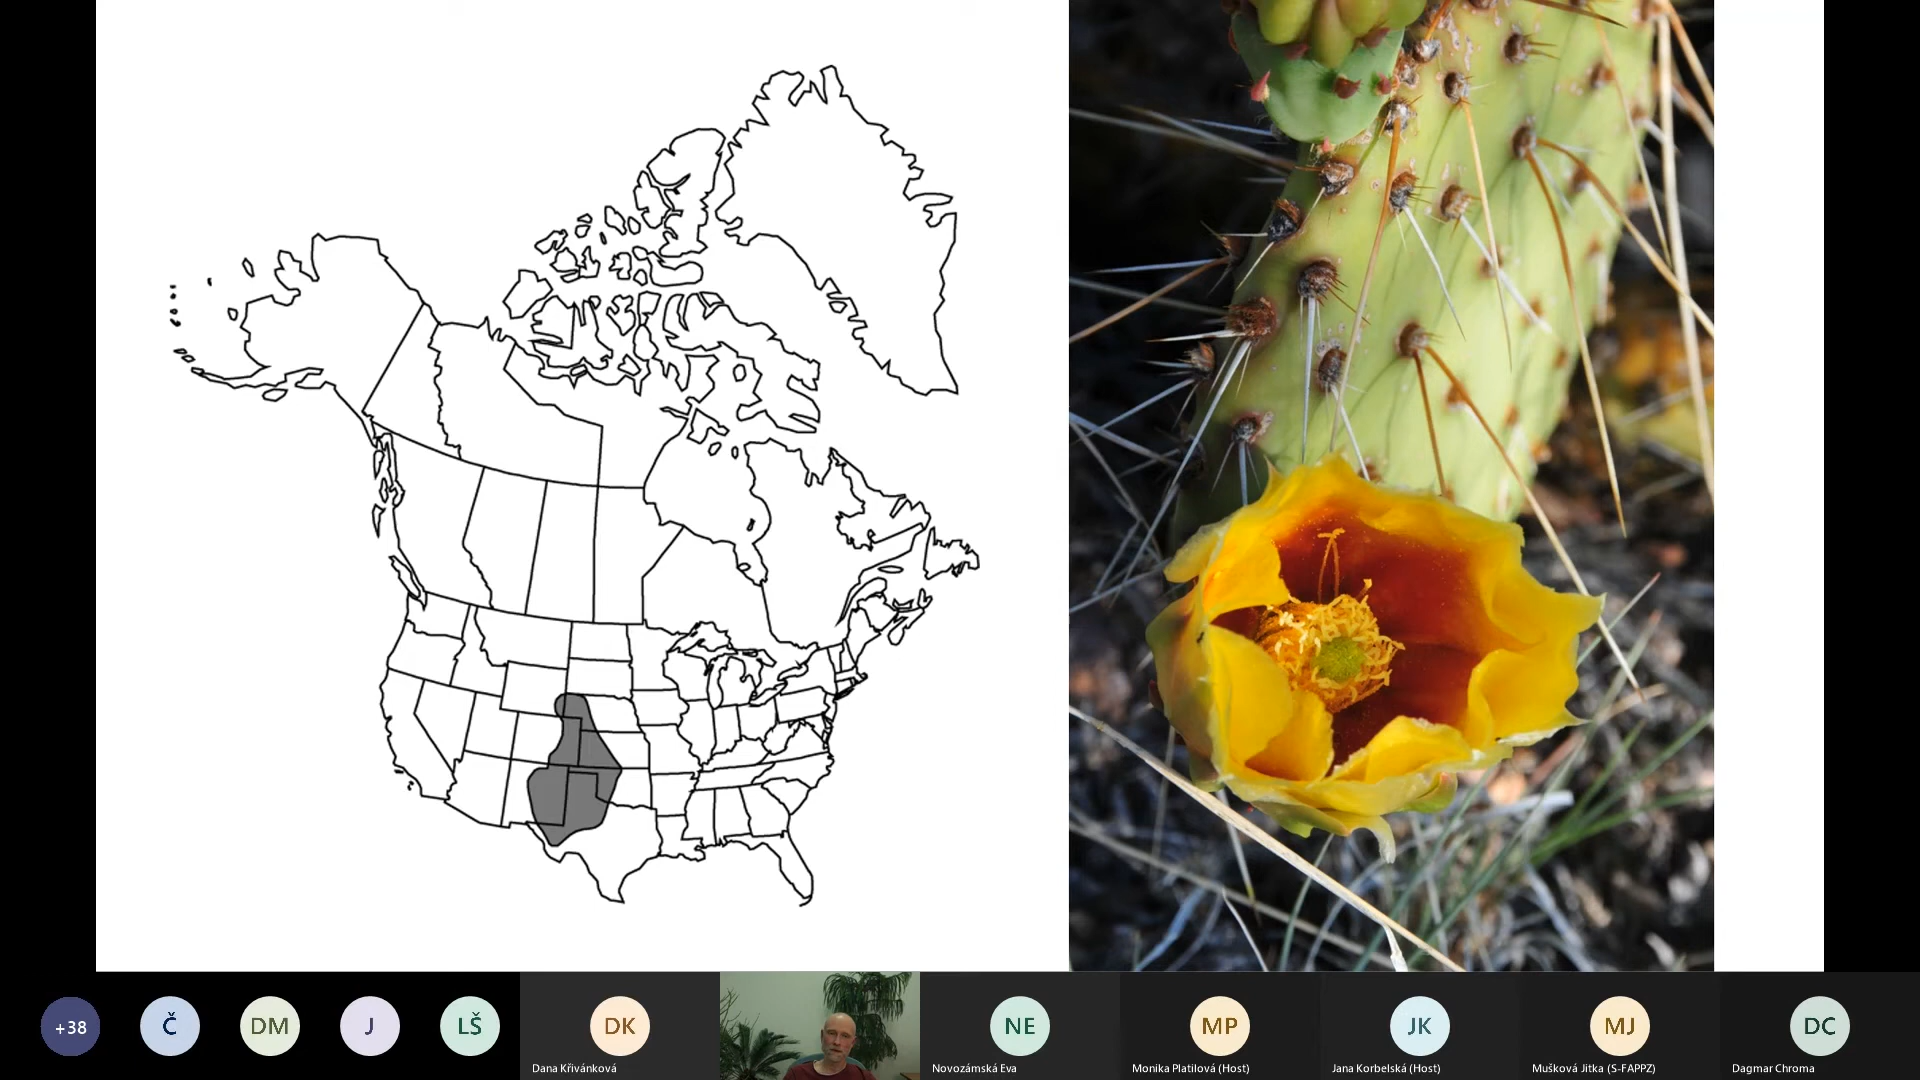 +38
Č
DM
J
LŠ
DK
NE
MP
JK
MJ
DC
Dana Křivánková
Novozámská Eva
Monika Platilová (Host)
Jana Korbelská (Host)
Mušková Jitka (S-FAPPZ)
Dagmar Chroma